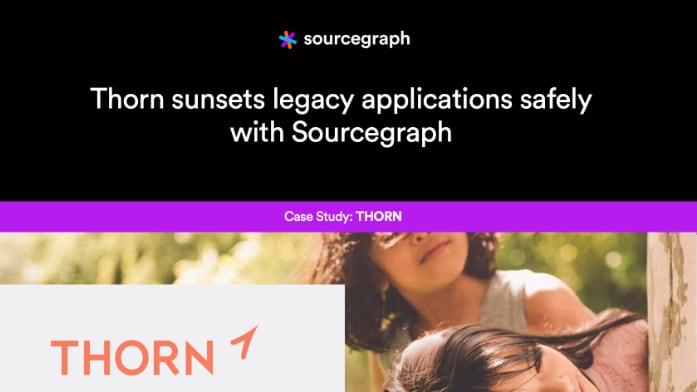 sourcegraph
Thorn sunsets legacy applications safely
with Sourcegraph
Case Study: THORN
THORN